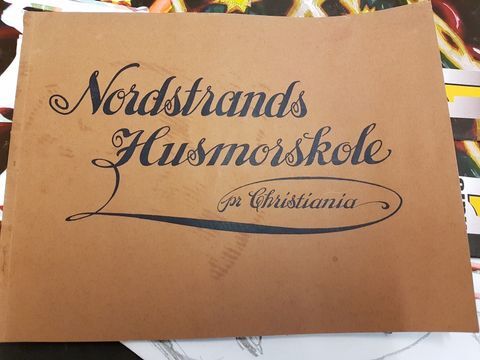 Nordstrands
Husmorskole
pr Christiania